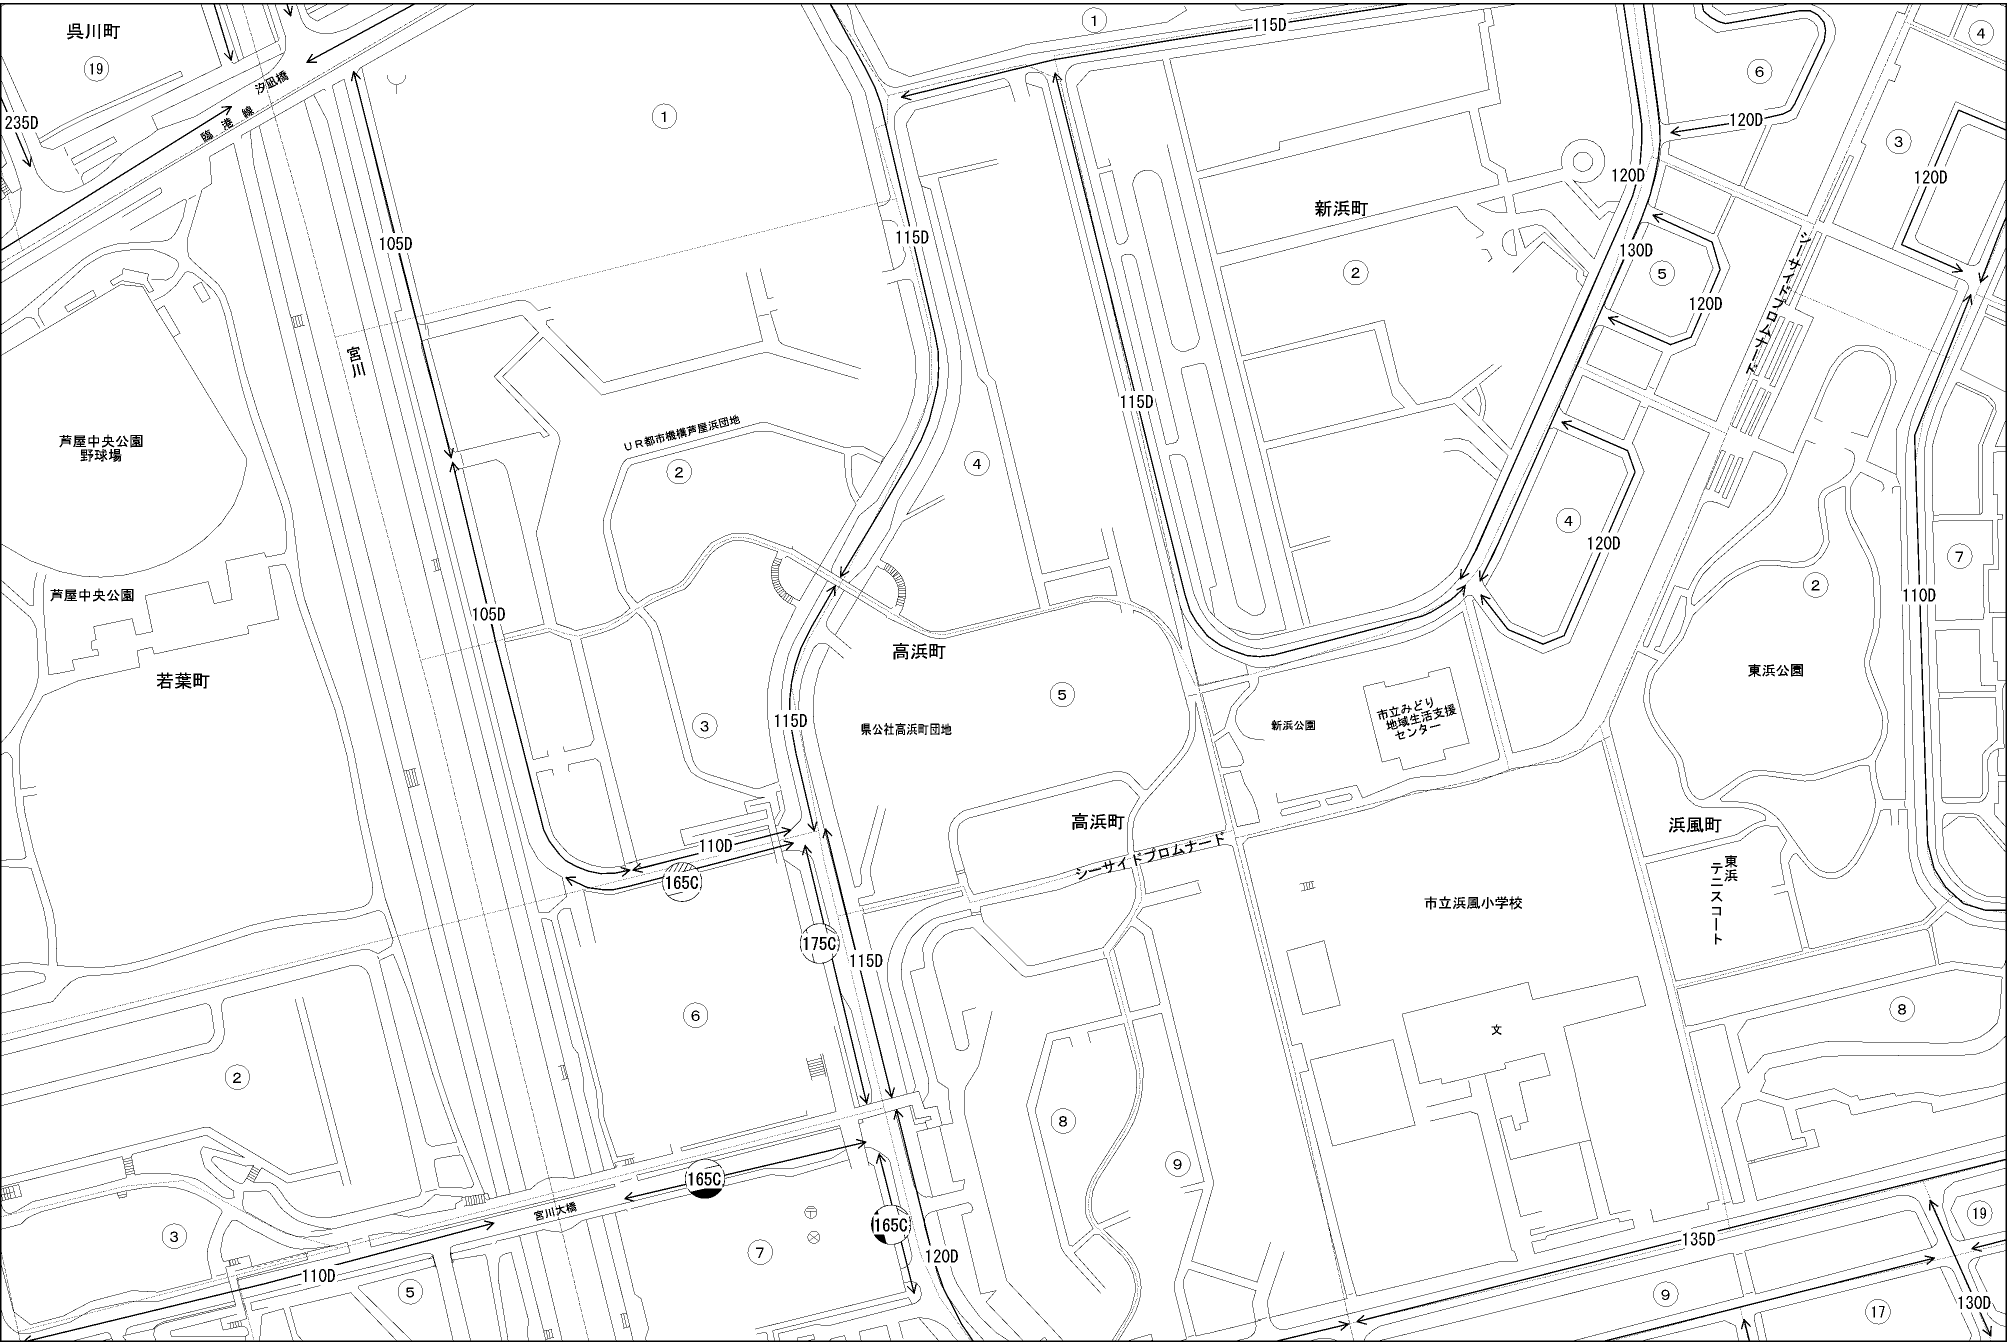 呉川町
19
235D
汐凪橋
臨港線
105D
1
1
115D
115D
6
4
120D
3
120D
120D
新浜町
2
130D
5
120D
シーサイドプロムナード
宮川
115D
芦屋中央公園
野球場
UR都市機構芦屋浜団地
2
4
4
120D
7
芦屋中央公園
105D
2
110D
若葉町
高浜町
5
東浜公園
3
115D
県公社高浜町団地
新浜公園
市立みどり
地域生活支援
センター
高浜町
浜風町
シーサイドプロムナード
110D
165C
東浜
テニスコート
市立浜風小学校
175C
115D
6
8
文
2
8
9
165C
宮川大橋
165C
3
7
120D
110D
5
135D
19
9
17
130D